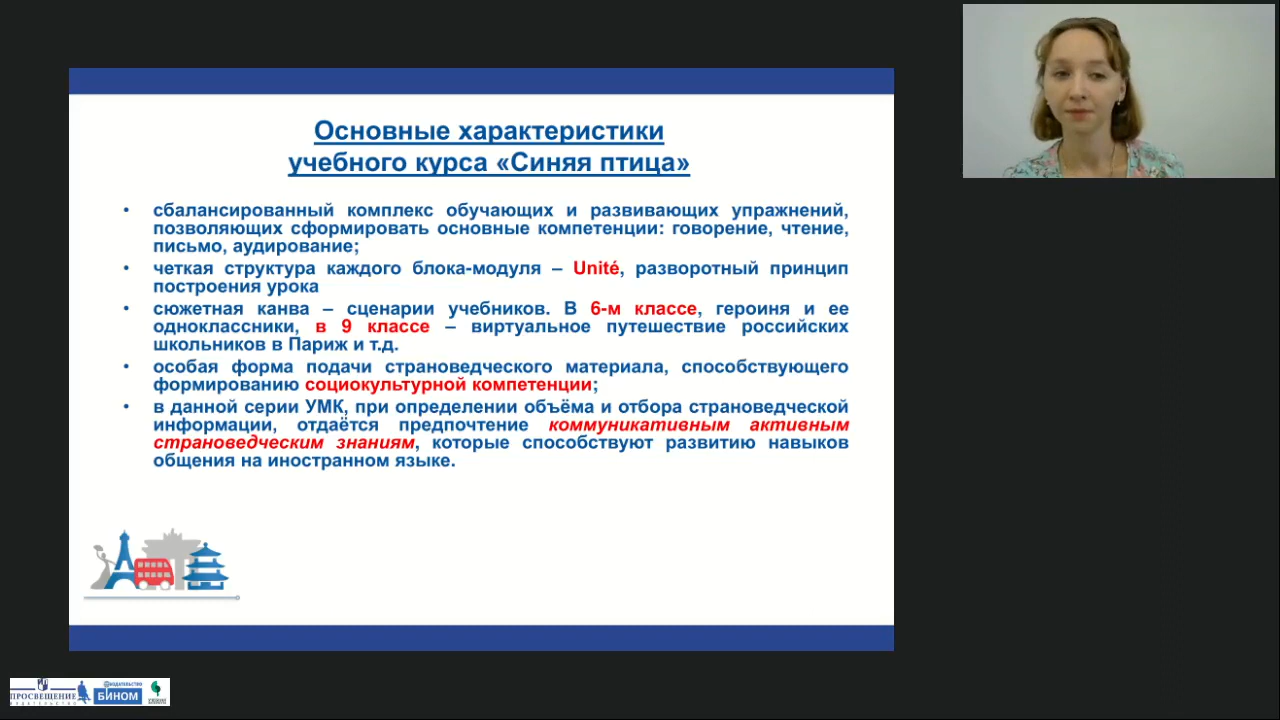 Основные характеристики
учебного курса «Синяя птица»
• сбалансированный комплекс обучающих и развивающих упражнений,
позволяющих сформировать основные компетенции: говорение, чтение,
письмо, аудирование;
• четкая структура каждого блока-модуля – Unité, разворотный принцип
построения урока
• сюжетная канва – сценарии учебников. В 6-м классе, героиня и ее
одноклассники, в 9 классе – виртуальное путешествие российских
школьников в Париж и т.д.
• особая форма подачи страноведческого материала, способствующего
формированию социокультурной компетенции;
• в данной серии УМК, при определении объёма и отбора страноведческой
информации, отдаётся предпочтение коммуникативным активным
страноведческим знаниям, которые способствуют развитию навыков
общения на иностранном языке.
ПРОСВЕЩЕНИЕ
ИЗДАТЕЛЬСТВО
ИЗДАТЕЛЬСТВО
БИНОМ